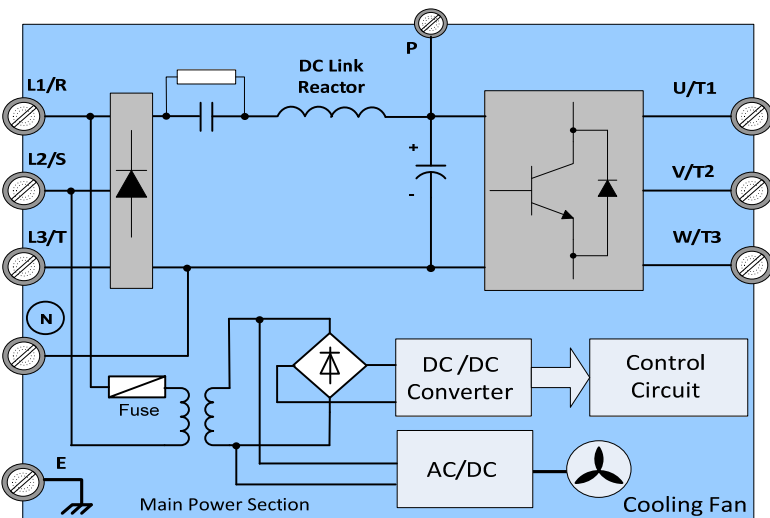 P
L1/R
DC Link
Reactor
U/T1
+
L2/S
V/T2
-
L3/T
W/T3
N
DC /DC
Converter
Control
Circuit
Fuse
E
AC/DC
Main Power Section
Cooling Fan